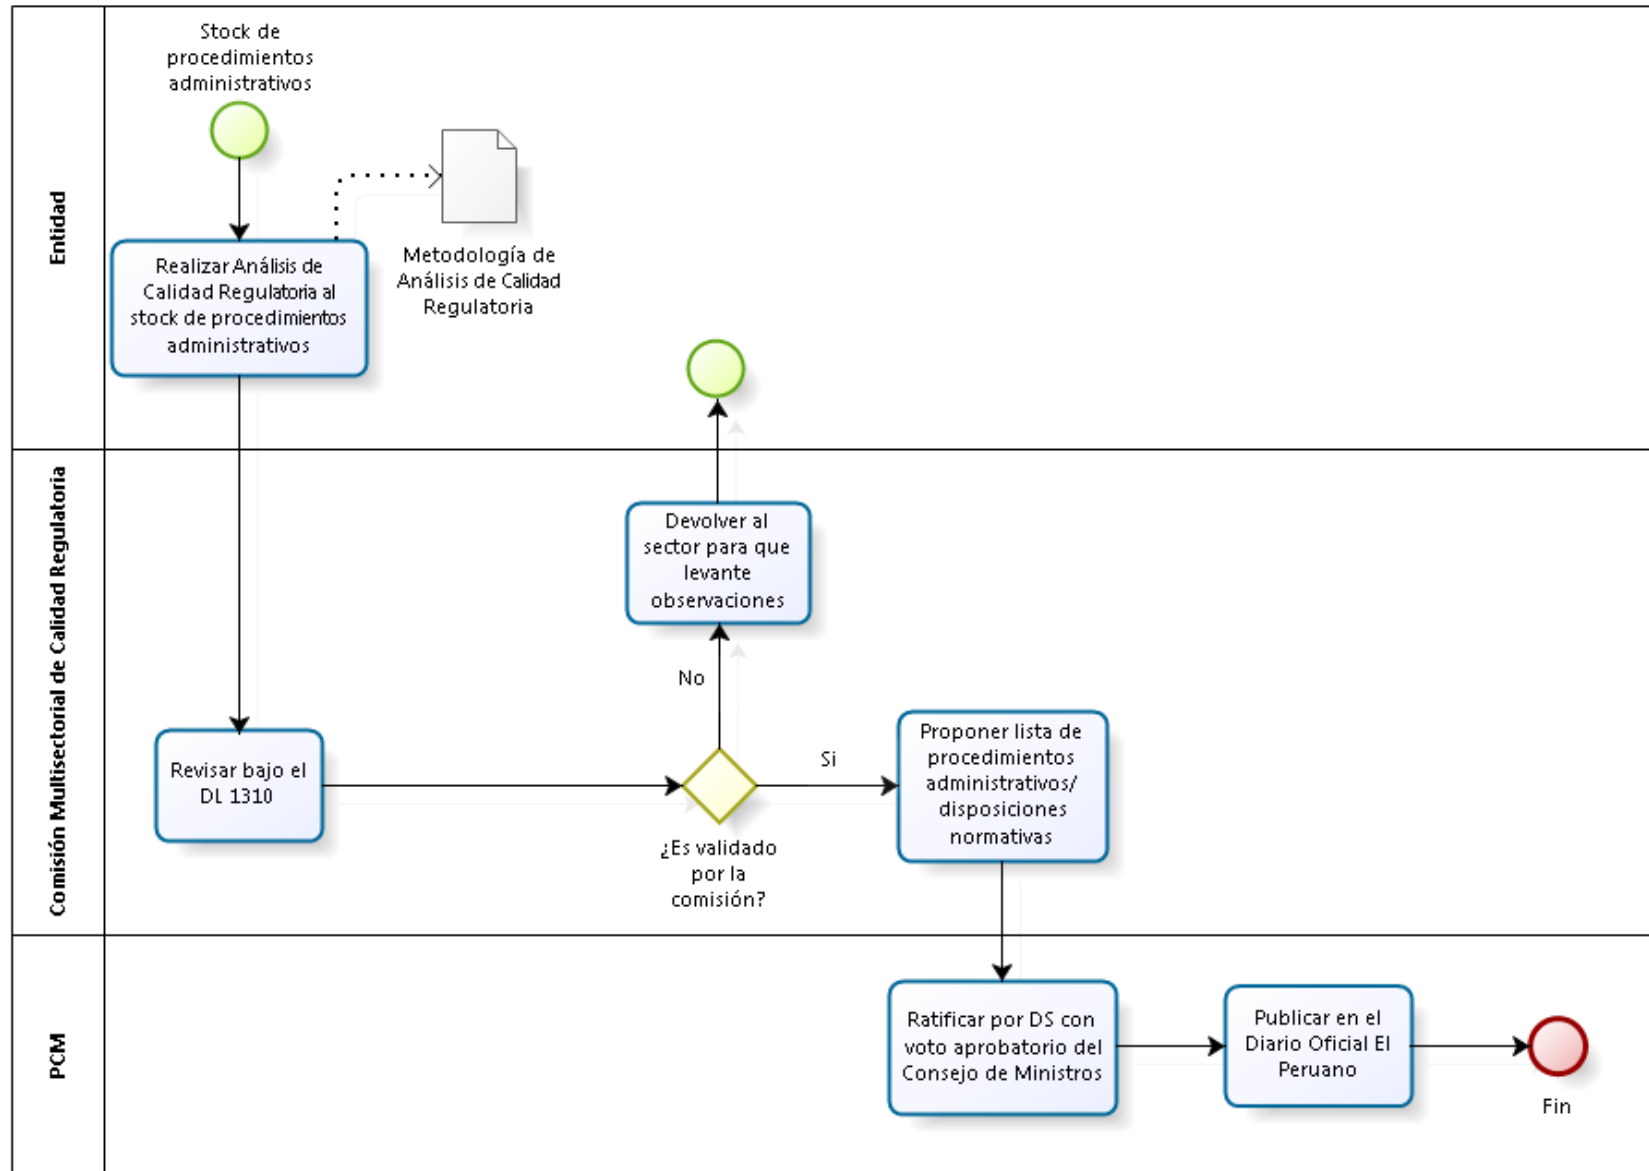 Entidad
Stock de
procedimientos
administrativos
Realizar Análisis de
Calidad Regulatoria al
stock de procedimientos
administrativos
Metodología de
Análisis de Calidad
Regulatoria
Comisión Multisectorial de Calidad Regulatoria
Devolver al
sector para que
levante
observaciones
No
Revisar bajo el
DL 1310
¿Es validado
por la
comisión?
Si
Proponer lista de
procedimientos
administrativos/
disposiciones
normativas
PCM
Ratificar por DS con
voto aprobatorio del
Consejo de Ministros
Publicar en el
Diario Oficial El
Peruano
Fin